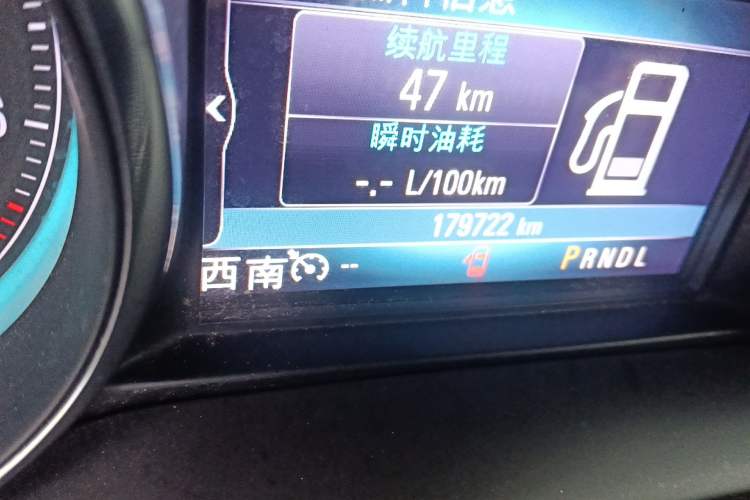 续航里程
47 km
瞬时油耗
-.- L/100km
179722 km
西南 -- PRNDL